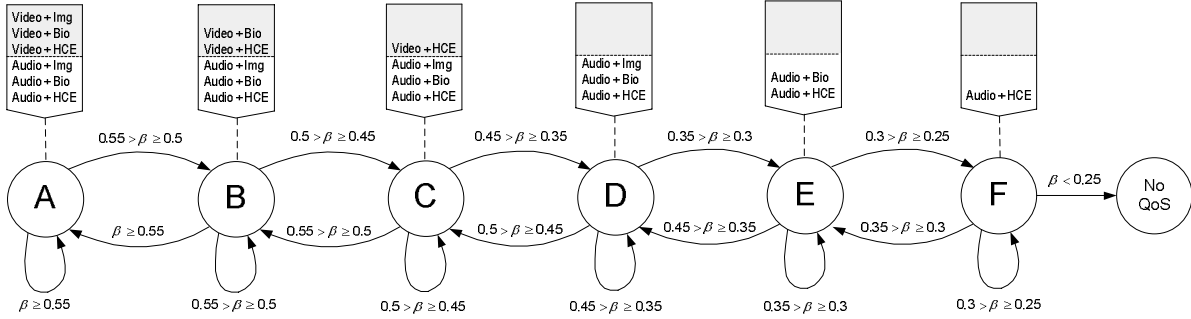 Video + Img
Video + Bio
Video + HCE
Audio + Img
Audio + Bio
Audio + HCE
Video + Bio
Video + HCE
Audio + Img
Audio + Bio
Audio + HCE
Video + HCE
Audio + Img
Audio + Bio
Audio + HCE
Audio + Img
Audio + Bio
Audio + HCE
Audio + Bio
Audio + HCE
Audio + HCE
0.55 > β ≥ 0.5
0.5 > β ≥ 0.45
0.45 > β ≥ 0.35
0.35 > β ≥ 0.3
0.3 > β ≥ 0.25
A
B
C
D
E
F
β < 0.25
No
QoS
β ≥ 0.55
0.55 > β ≥ 0.5
0.5 > β ≥ 0.45
0.45 > β ≥ 0.35
0.35 > β ≥ 0.3
β ≥ 0.55
0.55 > β ≥ 0.5
0.5 > β ≥ 0.45
0.45 > β ≥ 0.35
0.35 > β ≥ 0.3
0.3 > β ≥ 0.25